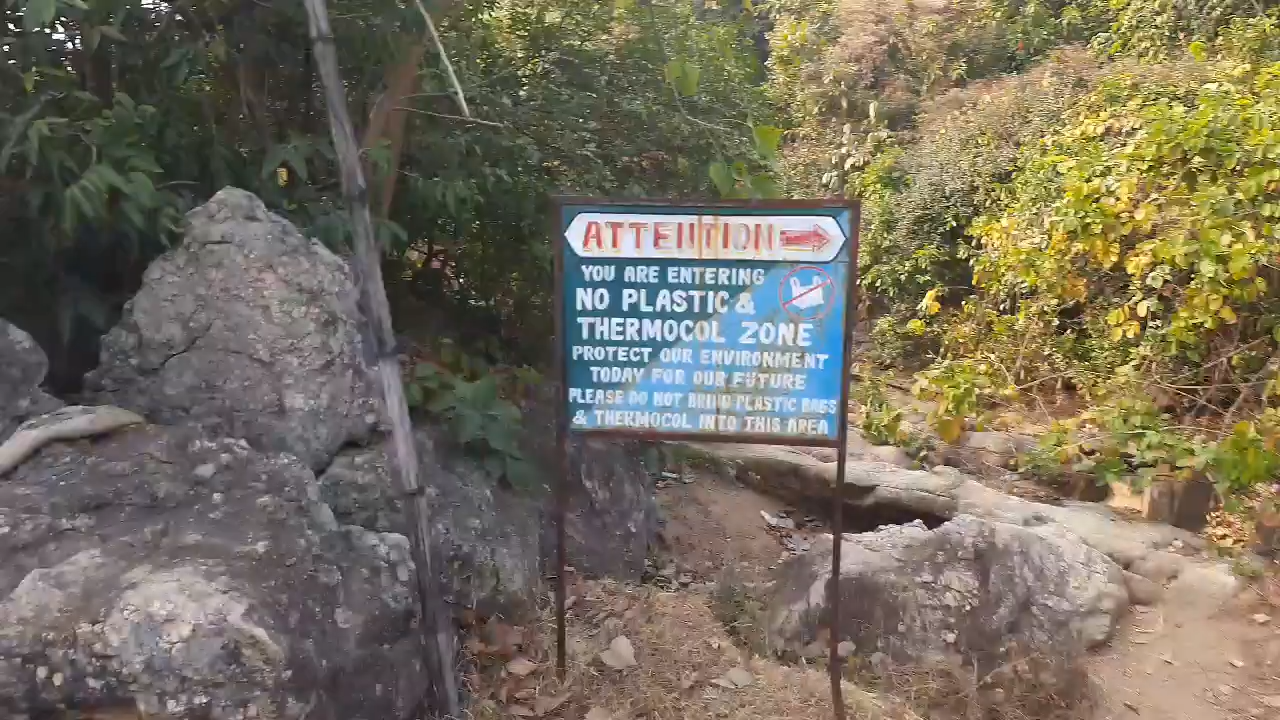 ATTENTION
YOU ARE ENTERING
NO PLASTIC &
THERMOCOL ZONE
PROTECT OUR ENVIRONMENT
TODAY FOR OUR FUTURE
PLEASE DO NOT BRING PLASTIC BAGS
& THERMOCOL INTO THIS AREA